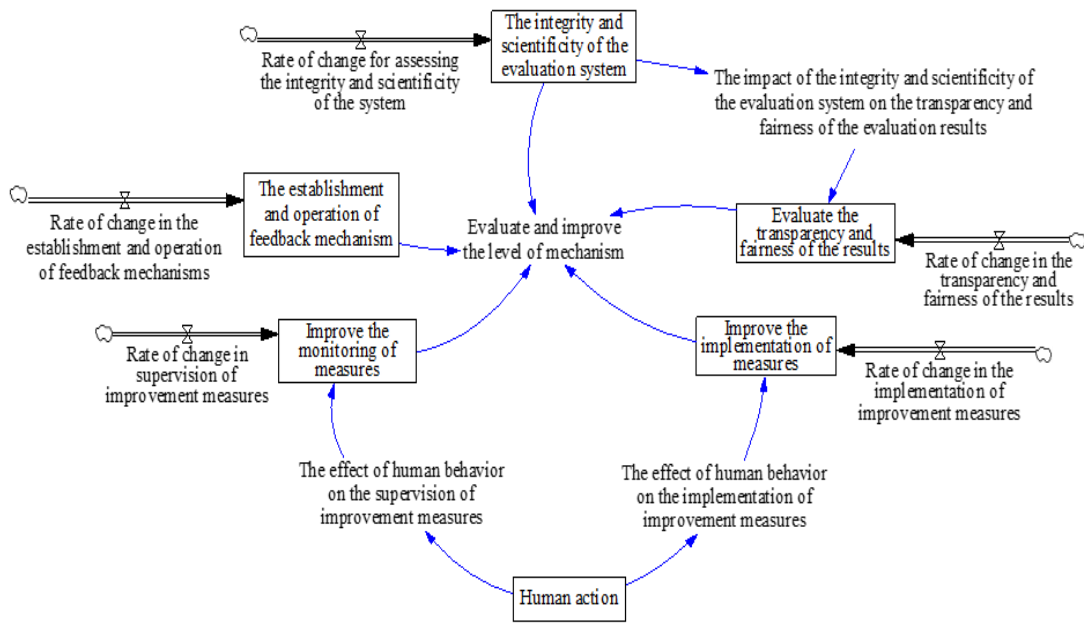 The integrity and
scientificity of the
evaluation system
Rate of change for assessing
the integrity and scientificity
of the system
The impact of the integrity and scientificity of
the evaluation system on the transparency and
fairness of the evaluation results
The establishment
and operation of
feedback mechanism
Rate of change in the
establishment and operation
of feedback mechanisms
Evaluate and improve
the level of mechanism
Evaluate the
transparency and
fairness of the results
Rate of change in the
transparency and
fairness of the results
Improve the
monitoring of
measures
Rate of change in
supervision of
improvement measures
Improve the
implementation of
measures
Rate of change in the
implementation of
improvement measures
The effect of human behavior
on the supervision of
improvement measures
The effect of human behavior
on the implementation of
improvement measures
Human action